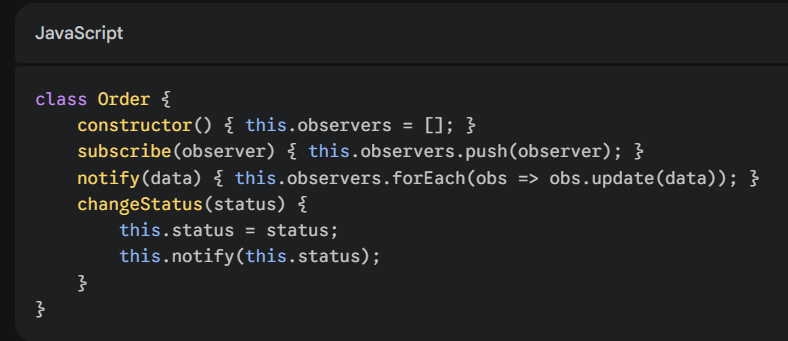 JavaScript
class Order {
    constructor() { this.observers = []; }
    subscribe(observer) { this.observers.push(observer); }
    notify(data) { this.observers.forEach(obs => obs.update(data)); }
    changeStatus(status) {
        this.status = status;
        this.notify(this.status);
    }
}